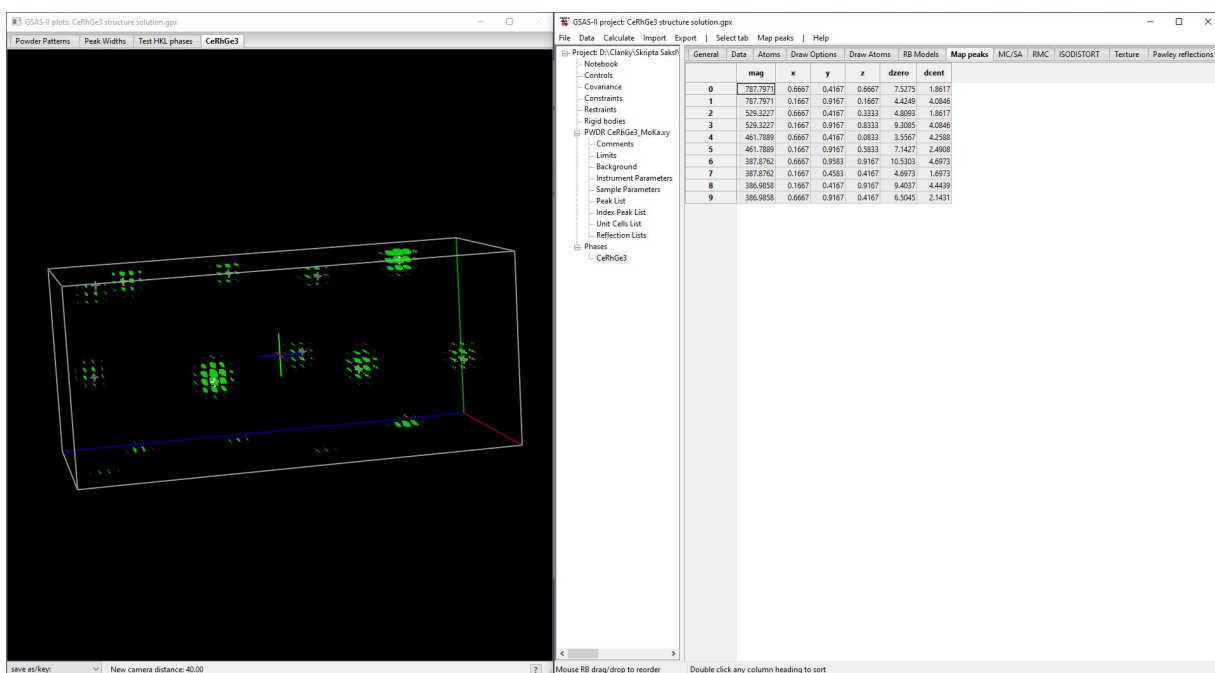 GSAS-II plots: CeRhGe3 structure solution.gpx
Powder Patterns Peak Widths Test HKL phases CeRhGe3
save as/key: New camera distance: 40.00 ?
GSAS-II project: CeRhGe3 structure solution.gpx
File Data Calculate Import Export | Select tab Map peaks | Help
Project: D:\Clanky\Skripta Saksl\
Notebook
Controls
Covariance
Constraints
Restraints
Rigid bodies
PWDR CeRhGe3_MoKa.xy
Comments
Limits
Background
Instrument Parameters
Sample Parameters
Peak List
Index Peak List
Unit Cells List
Reflection Lists
Phases
CeRhGe3
General Data Atoms Draw Options Draw Atoms RB Models Map peaks MC/SA RMC ISODISTORT Texture Pawley reflections
mag x y z dzero dcent
0 787.7971 0.6667 0.4167 0.6667 7.5275 1.8617
1 787.7971 0.1667 0.9167 0.1667 4.4249 4.0846
2 529.3227 0.6667 0.4167 0.3333 4.8093 1.8617
3 529.3227 0.1667 0.9167 0.8333 9.3085 4.0846
4 461.7889 0.6667 0.4167 0.0833 3.5567 4.2588
5 461.7889 0.1667 0.9167 0.5833 7.1427 2.4908
6 387.8762 0.6667 0.9583 0.9167 10.5303 4.6973
7 387.8762 0.1667 0.4583 0.4167 4.6973 1.6973
8 386.9858 0.1667 0.4167 0.9167 9.4037 4.4439
9 386.9858 0.6667 0.9167 0.4167 6.5045 2.1431
Mouse RB drag/drop to reorder Double click any column heading to sort